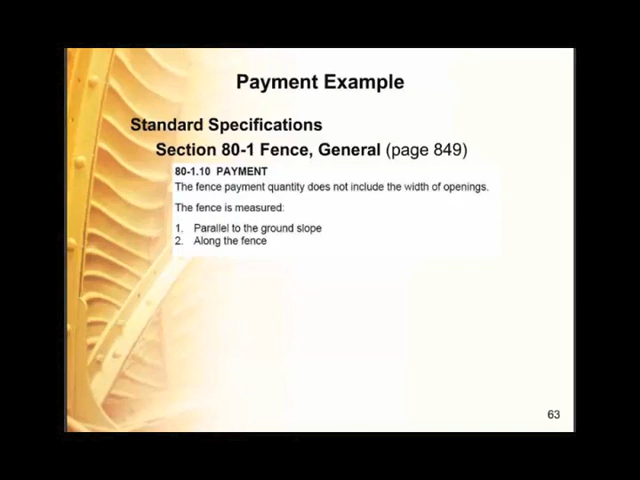 Payment Example
Standard Specifications
Section 80-1 Fence, General (page 849)
80-1.10 PAYMENT
The fence payment quantity does not include the width of openings.
The fence is measured:
1. Parallel to the ground slope
2. Along the fence
63